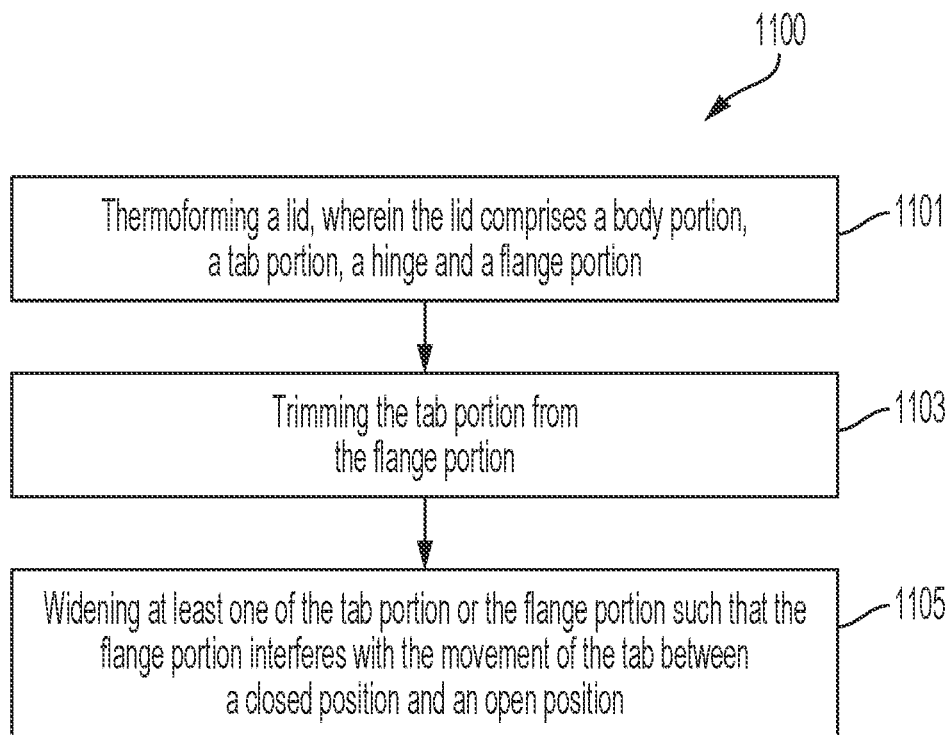 1100
Thermoforming a lid, wherein the lid comprises a body portion,
a tab portion, a hinge and a flange portion
1101
Trimming the tab portion from
the flange portion
1103
Widening at least one of the tab portion or the flange portion such that the
flange portion interferes with the movement of the tab between
a closed position and an open position
1105